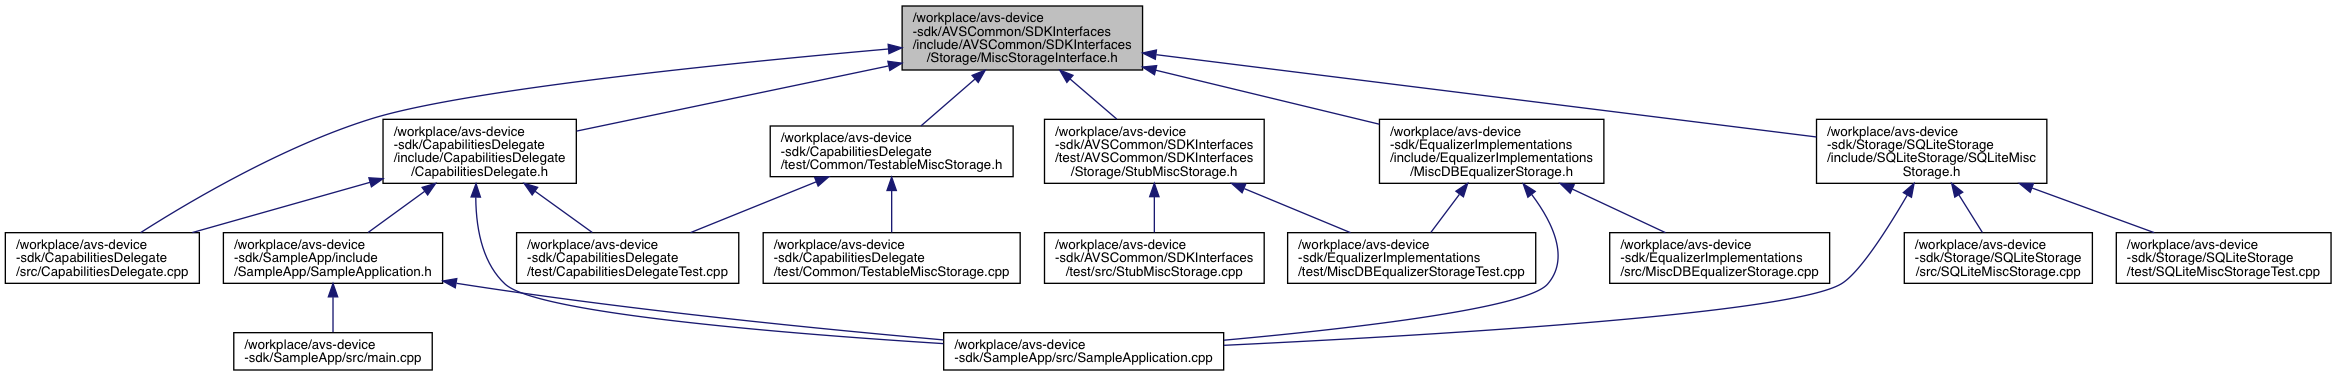 /workplace/avs-device
-sdk/AVSCommon/SDKInterfaces
/include/AVSCommon/SDKInterfaces
/Storage/MiscStorageInterface.h
/workplace/avs-device
-sdk/CapabilitiesDelegate
/include/CapabilitiesDelegate
/CapabilitiesDelegate.h
/workplace/avs-device
-sdk/CapabilitiesDelegate
/test/Common/TestableMiscStorage.h
/workplace/avs-device
-sdk/AVSCommon/SDKInterfaces
/test/AVSCommon/SDKInterfaces
/Storage/StubMiscStorage.h
/workplace/avs-device
-sdk/EqualizerImplementations
/include/EqualizerImplementations
/MiscDBEqualizerStorage.h
/workplace/avs-device
-sdk/Storage/SQLiteStorage
/include/SQLiteStorage/SQLiteMisc
Storage.h
/workplace/avs-device
-sdk/CapabilitiesDelegate
/src/CapabilitiesDelegate.cpp
/workplace/avs-device
-sdk/SampleApp/include
/SampleApp/SampleApplication.h
/workplace/avs-device
-sdk/CapabilitiesDelegate
/test/CapabilitiesDelegateTest.cpp
/workplace/avs-device
-sdk/CapabilitiesDelegate
/test/Common/TestableMiscStorage.cpp
/workplace/avs-device
-sdk/AVSCommon/SDKInterfaces
/test/src/StubMiscStorage.cpp
/workplace/avs-device
-sdk/EqualizerImplementations
/test/MiscDBEqualizerStorageTest.cpp
/workplace/avs-device
-sdk/EqualizerImplementations
/src/MiscDBEqualizerStorage.cpp
/workplace/avs-device
-sdk/Storage/SQLiteStorage
/src/SQLiteMiscStorage.cpp
/workplace/avs-device
-sdk/Storage/SQLiteStorage
/test/SQLiteMiscStorageTest.cpp
/workplace/avs-device
-sdk/SampleApp/src/main.cpp
/workplace/avs-device
-sdk/SampleApp/src/SampleApplication.cpp